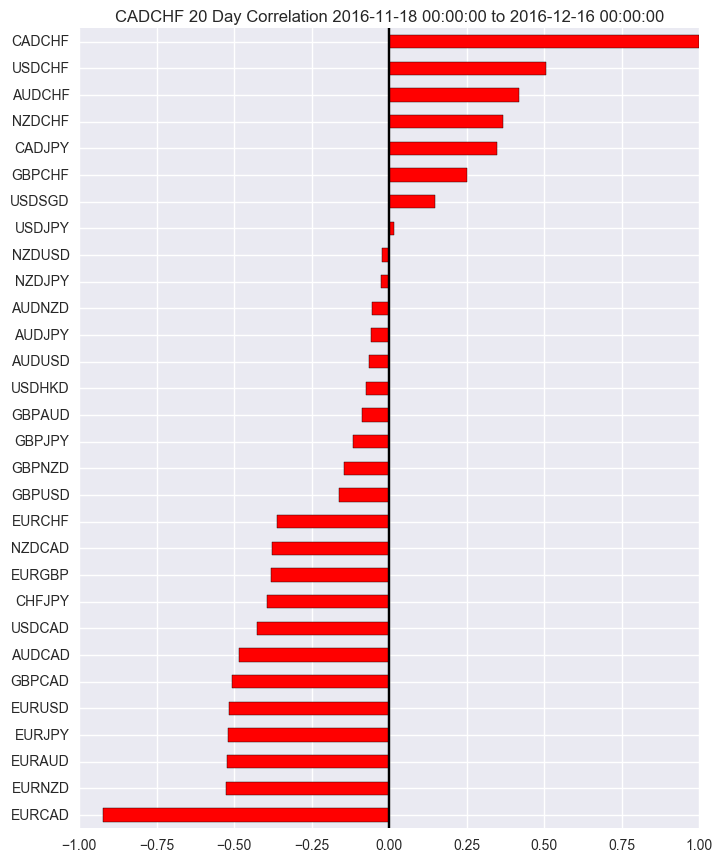 CADCHF 20 Day Correlation 2016-11-18 00:00:00 to 2016-12-16 00:00:00
CADCHF
USDCHF
AUDCHF
NZDCHF
CADJPY
GBPCHF
USDSGD
USDJPY
NZDUSD
NZDJPY
AUDNZD
AUDJPY
AUDUSD
USDHKD
GBPAUD
GBPJPY
GBPNZD
GBPUSD
EURCHF
NZDCAD
EURGBP
CHFJPY
USDCAD
AUDCAD
GBPCAD
EURUSD
EURJPY
EURAUD
EURNZD
EURCAD
−1.00 −0.75 −0.50 −0.25 0.00 0.25 0.50 0.75 1.00